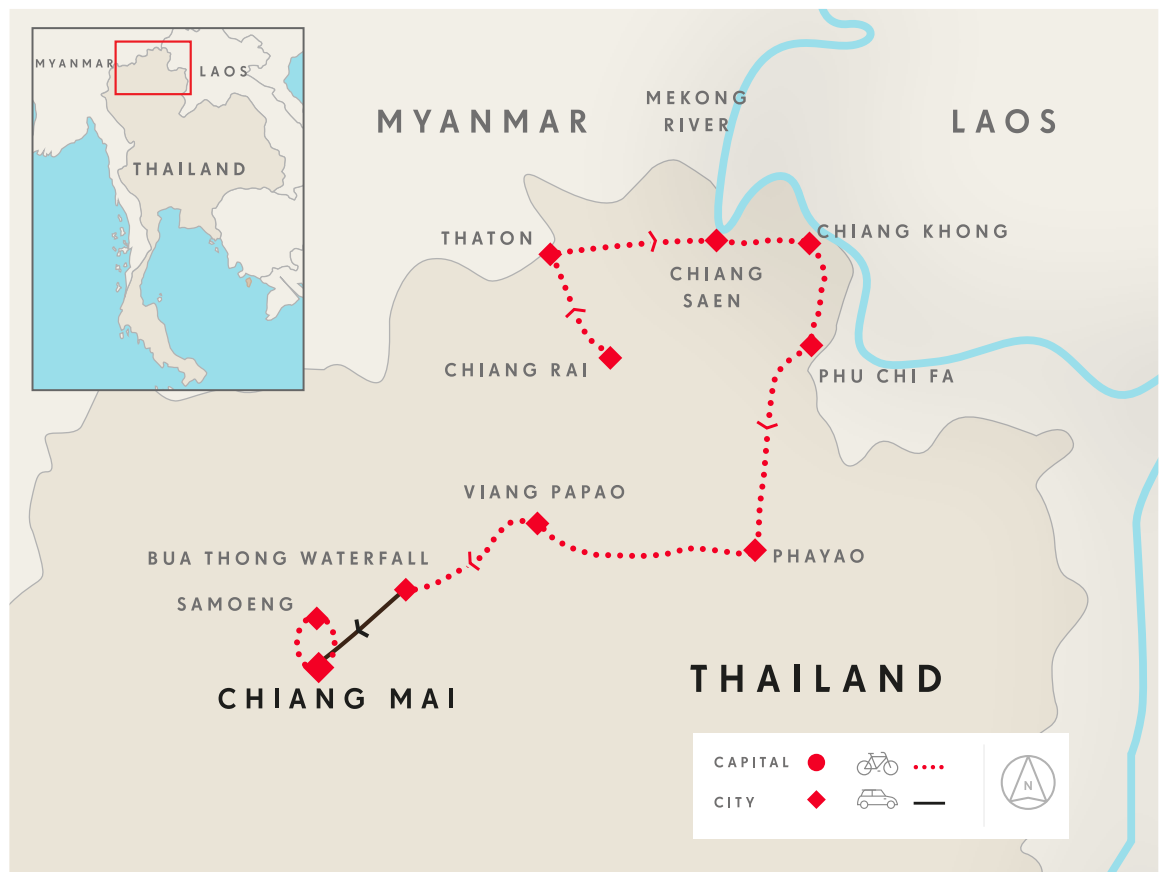 MYANMAR
LAOS
THAILAND
MYANMAR
MEKONG
RIVER
LAOS
THATON
CHIANG KHONG
CHIANG
SAEN
CHIANG RAI
PHU CHI FA
VIANG PAPAO
BUA THONG WATERFALL
PHAYAO
SAMOENG
CHIANG MAI
THAILAND
CAPITAL
CITY
N